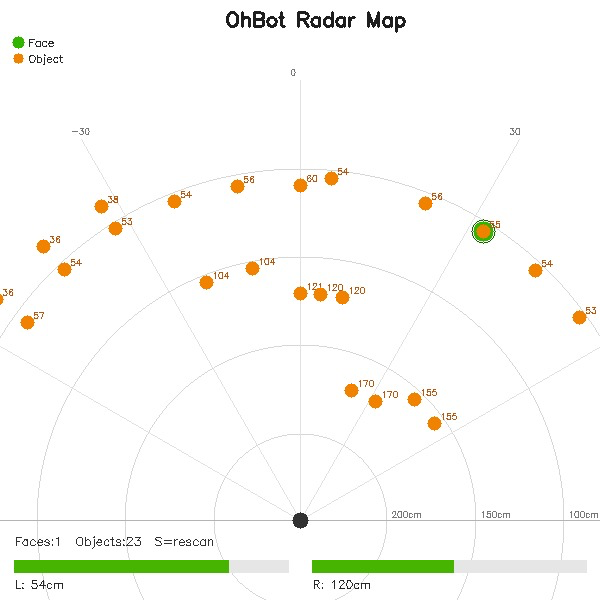 OhBot Radar Map
Face
Object
0
-30
30
38
54
56
60
54
56
55
53
36
54
104
104
54
36
57
121
120
120
53
170
170
155
155
200cm
150cm
100cm
Faces:1 Objects:23 S=rescan
L: 54cm
R: 120cm